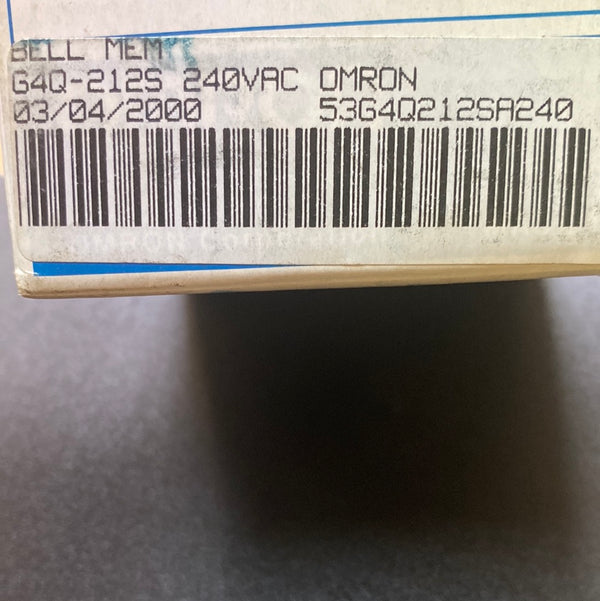 BELL MEM
G4Q-212S 240VAC OMRON
03/04/2000 53G4Q212SA240